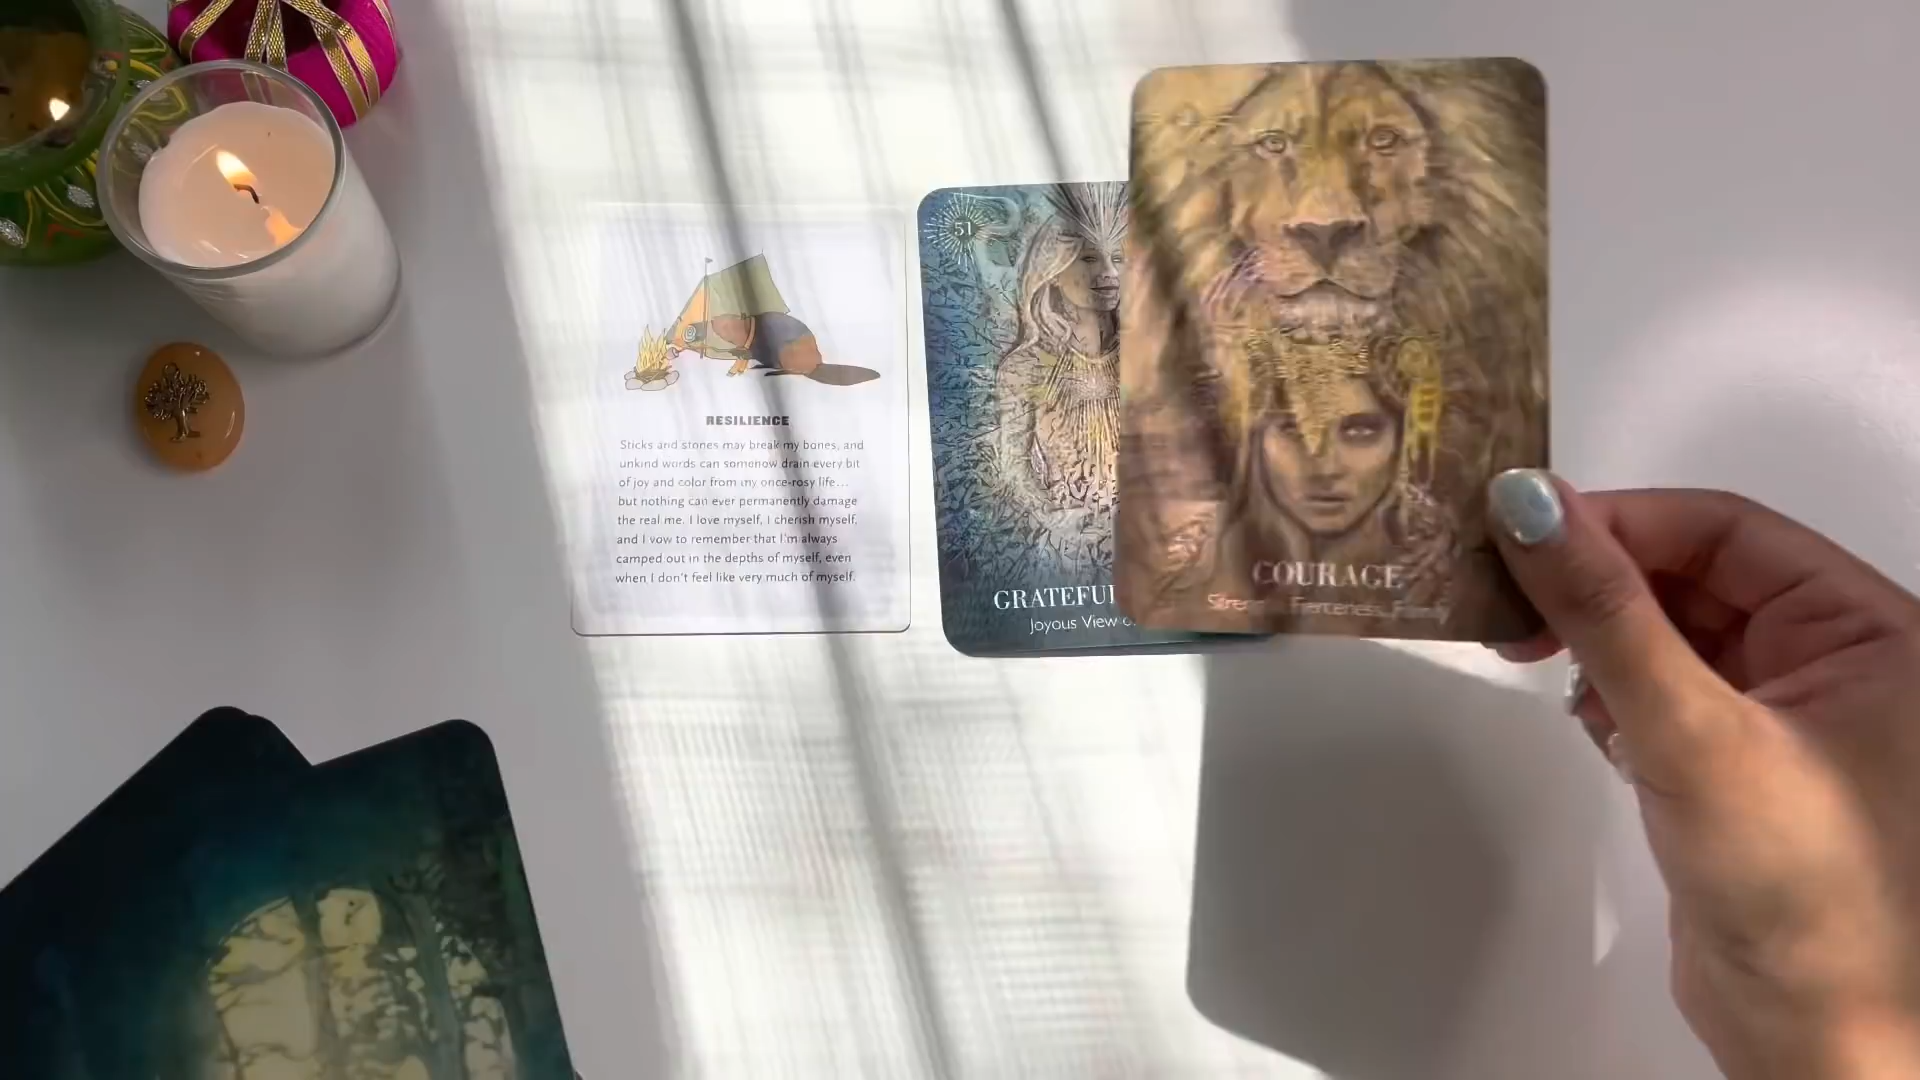 RESILIENCE
Sticks and stones may break my bones, and
unkind words can somehow drain every bit
of joy and color from my once-rosy life...
but nothing can ever permanently damage
the real me. I love myself, I cherish myself,
and I vow to remember that I'm always
camped out in the depths of myself, even
when I don't feel like very much of myself.
51
GRATEFUL
Joyous View
COURAGE
Strength, Fierceness, Family